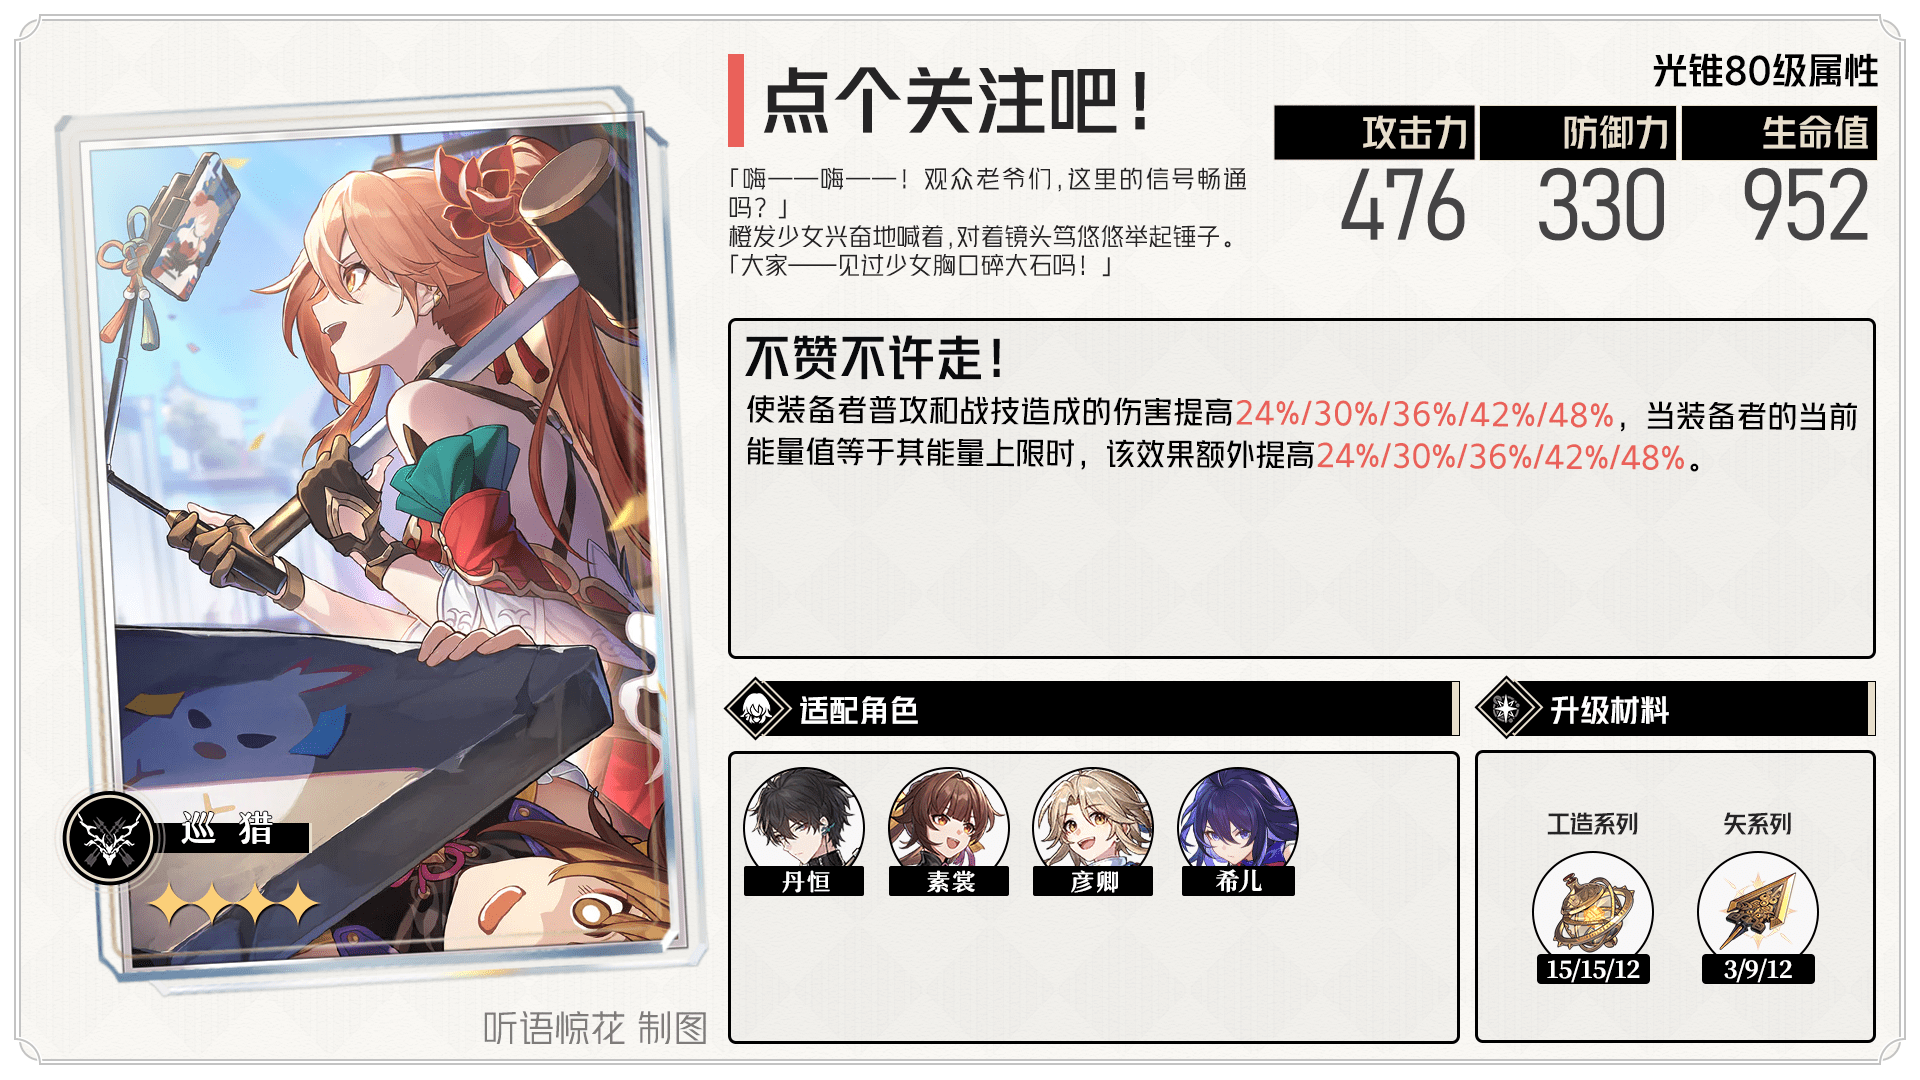 点个关注吧！
「嗨——嗨——！观众老爷们，这里的信号畅通
吗？」
橙发少女兴奋地喊着，对着镜头笃悠悠举起锤子。
「大家——见过少女胸口碎大石吗！」
光锥80级属性
攻击力 防御力 生命值
476 330 952
不赞不许走！
使装备者普攻和战技造成的伤害提高24%/30%/36%/42%/48%，当装备者的当前
能量值等于其能量上限时，该效果额外提高24%/30%/36%/42%/48%。
巡猎
适配角色
丹恒 素裳 彦卿 希儿
升级材料
工造系列 矢系列
15/15/12 3/9/12
听语惊花 制图